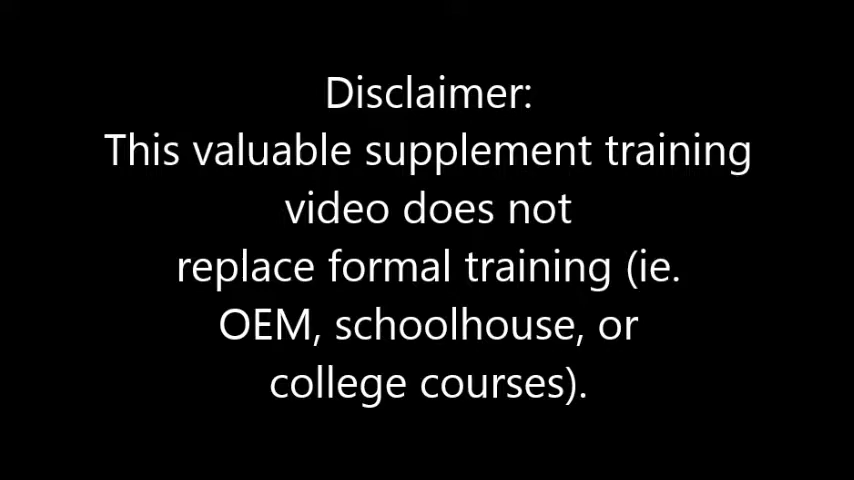 Disclaimer:
This valuable supplement training
video does not
replace formal training (ie.
OEM, schoolhouse, or
college courses).